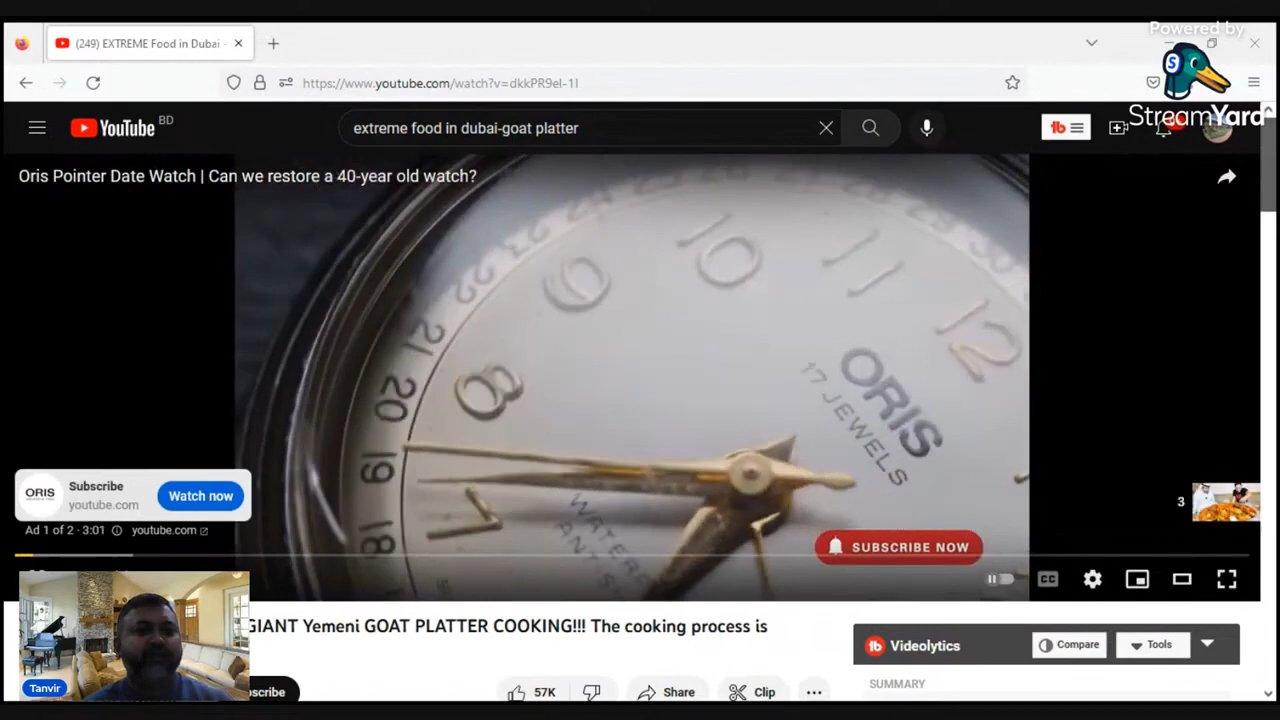 Powered by
StreamYard
(249) EXTREME Food in Dubai -
https://www.youtube.com/watch?v=dkkPR9el-1I
YouTube BD
extreme food in dubai-goat platter
Oris Pointer Date Watch | Can we restore a 40-year old watch?
10
11
12
9
8
7
23
22
21
20
19
18
ORIS
17 JEWELS
ORIS
Subscribe
youtube.com
Watch now
Ad 1 of 2 · 3:01 youtube.com
3
SUBSCRIBE NOW
CC
GIANT Yemeni GOAT PLATTER COOKING!!! The cooking process is
Videolytics
Compare
Tools
SUMMARY
Tanvir
57K
Share
Clip